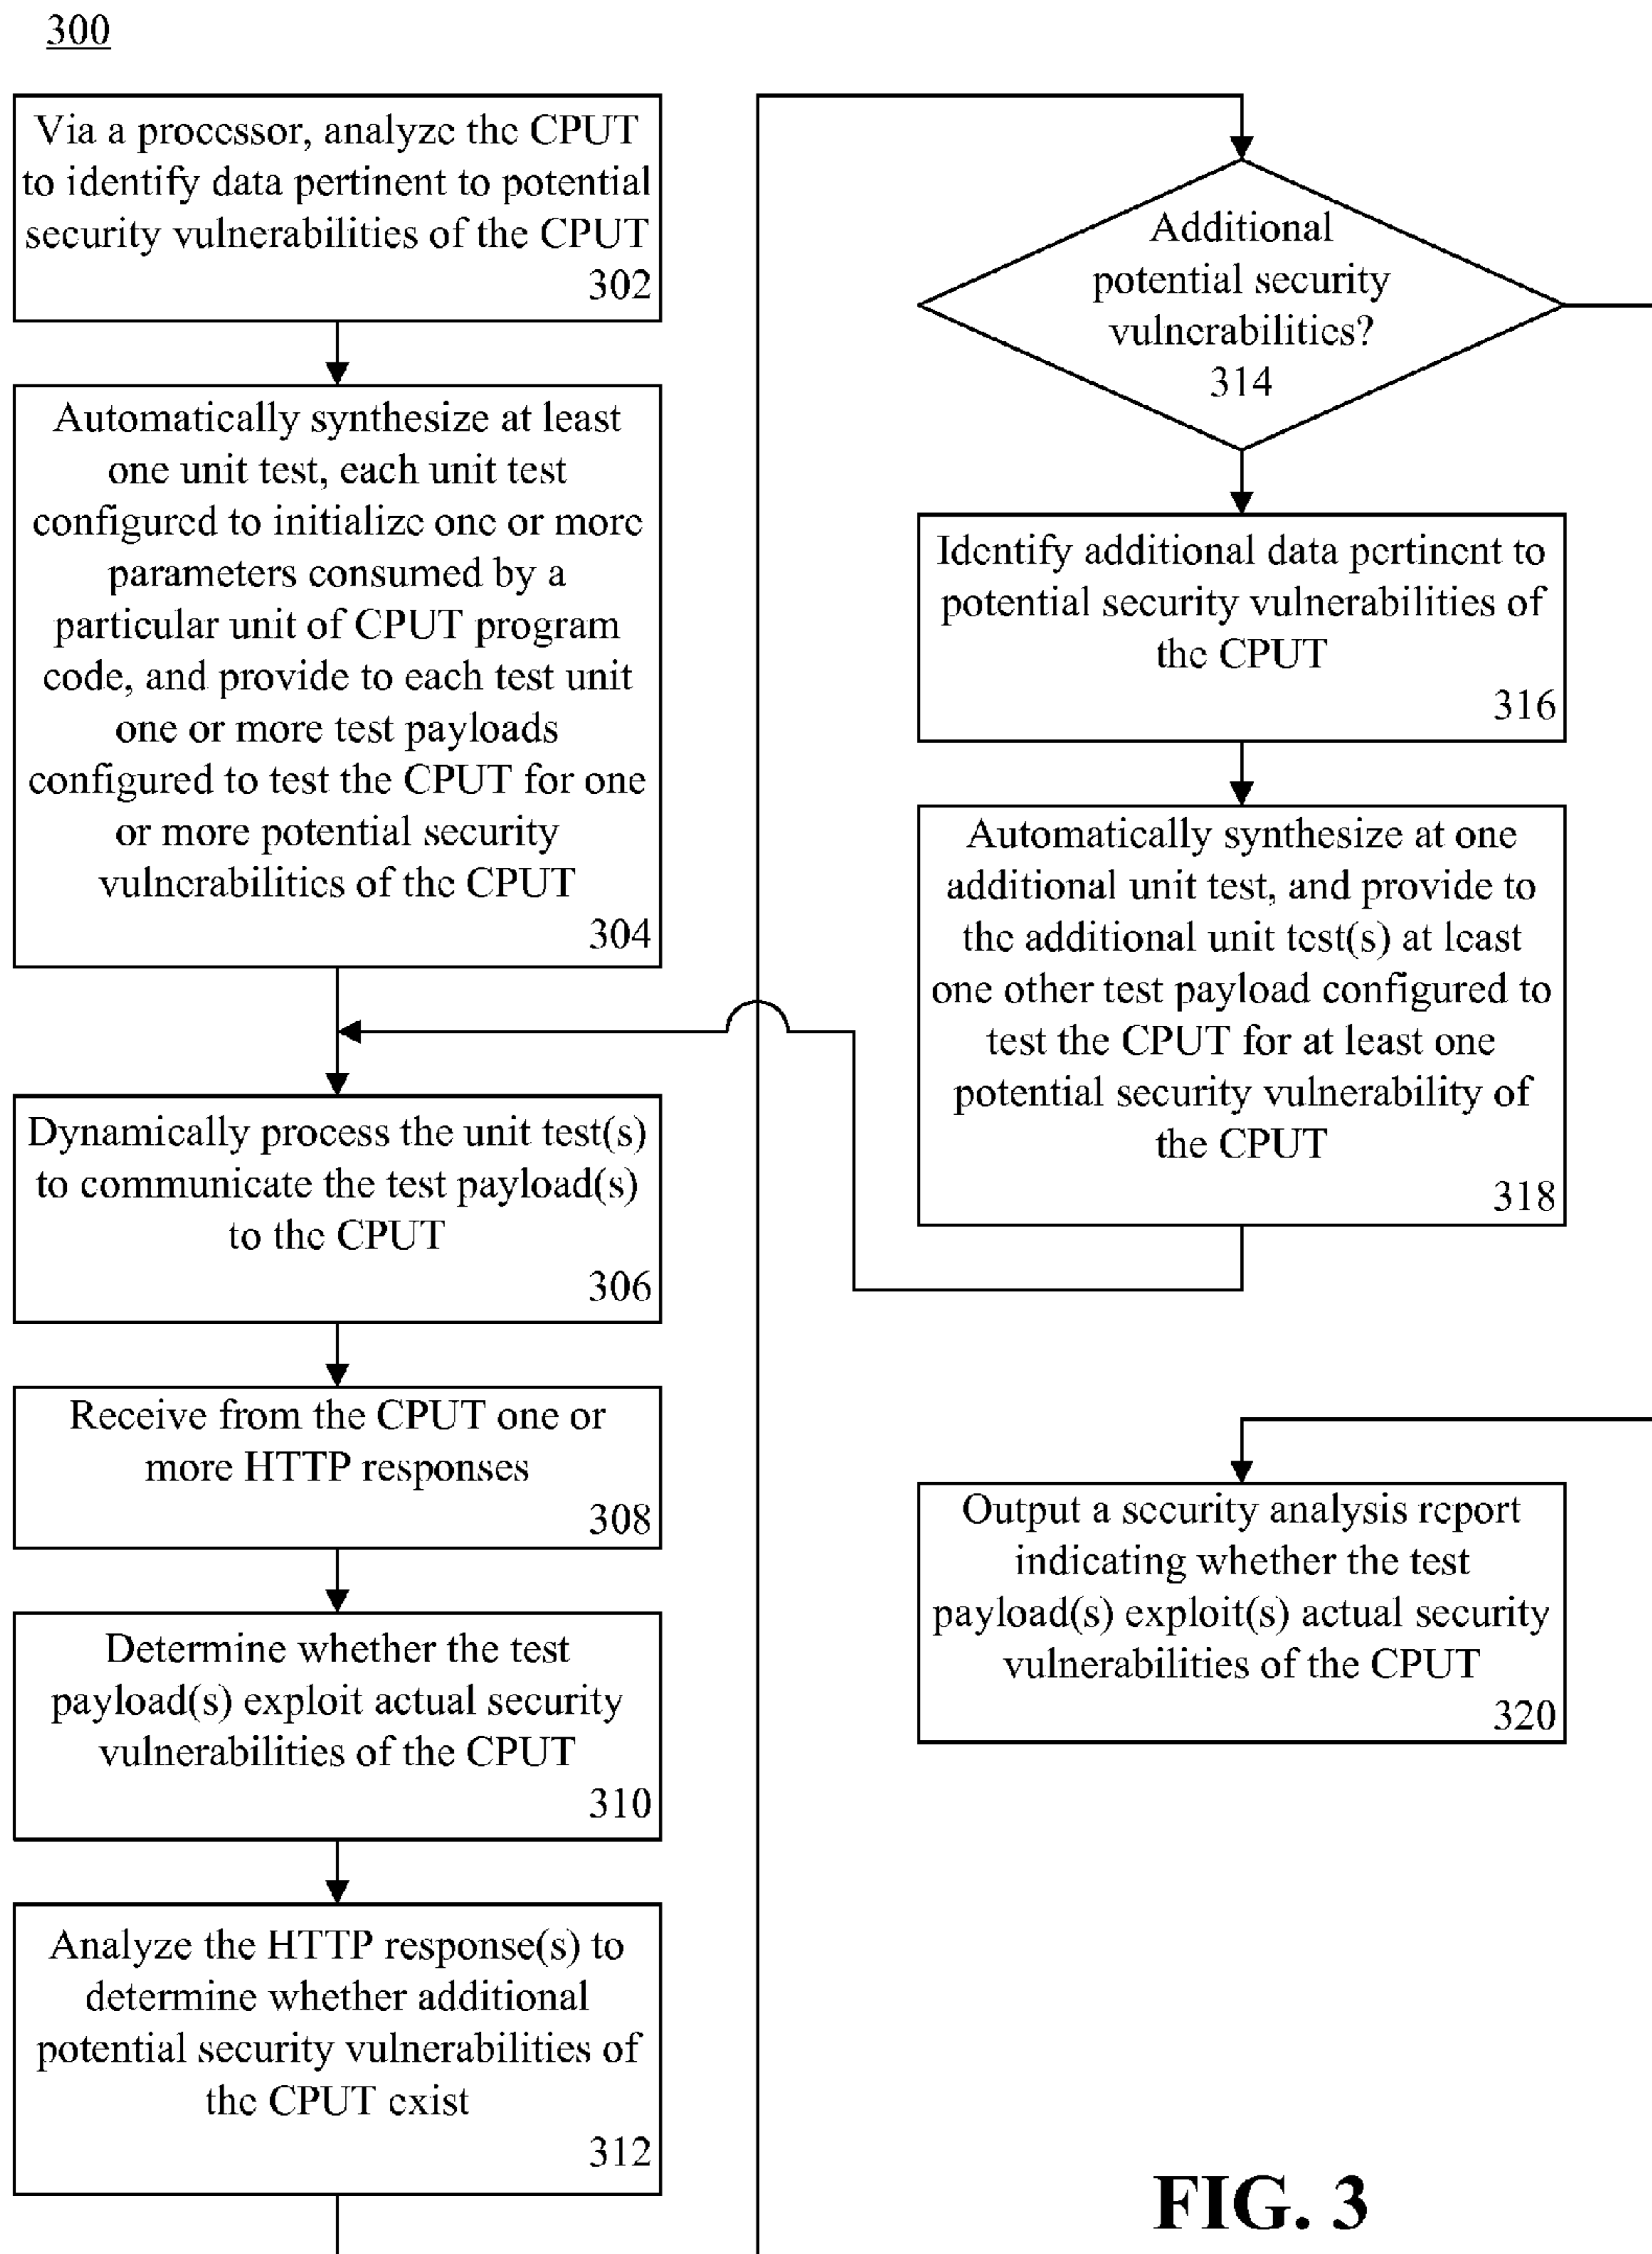 300
Via a processor, analyze the CPUT
to identify data pertinent to potential
security vulnerabilities of the CPUT
302
Automatically synthesize at least
one unit test, each unit test
configured to initialize one or more
parameters consumed by a
particular unit of CPUT program
code, and provide to each test unit
one or more test payloads
configured to test the CPUT for one
or more potential security
vulnerabilities of the CPUT
304
Dynamically process the unit test(s)
to communicate the test payload(s)
to the CPUT
306
Receive from the CPUT one or
more HTTP responses
308
Determine whether the test
payload(s) exploit actual security
vulnerabilities of the CPUT
310
Analyze the HTTP response(s) to
determine whether additional
potential security vulnerabilities of
the CPUT exist
312
Additional
potential security
vulnerabilities?
314
Identify additional data pertinent to
potential security vulnerabilities of
the CPUT
316
Automatically synthesize at one
additional unit test, and provide to
the additional unit test(s) at least
one other test payload configured to
test the CPUT for at least one
potential security vulnerability of
the CPUT
318
Output a security analysis report
indicating whether the test
payload(s) exploit(s) actual security
vulnerabilities of the CPUT
320
FIG. 3